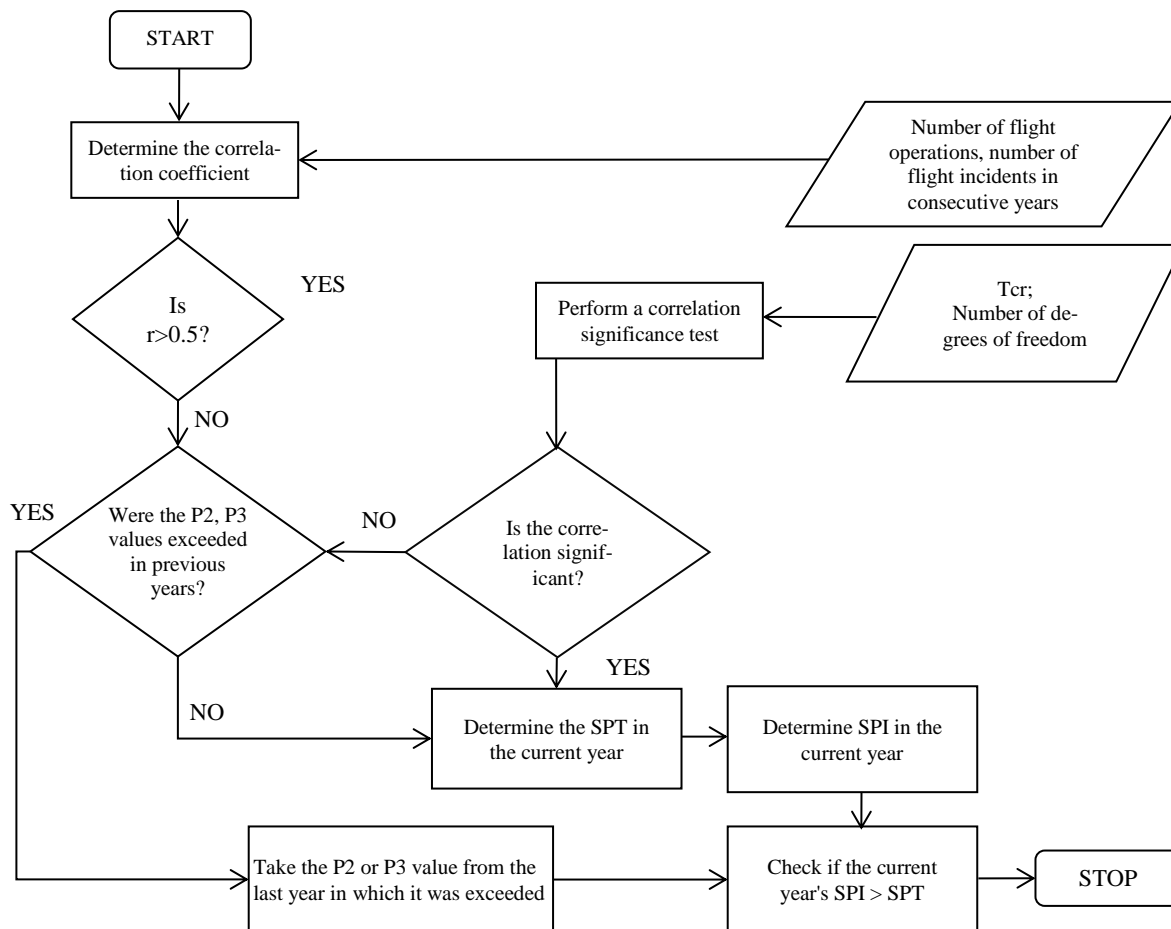 START
Determine the correla-
tion coefficient
Number of flight
operations, number of
flight incidents in
consecutive years
Is
r>0.5?
YES
Perform a correlation
significance test
Tcr;
Number of de-
grees of freedom
NO
YES
Were the P2, P3
values exceeded
in previous
years?
NO
Is the corre-
lation signif-
icant?
NO
YES
Determine the SPT in
the current year
Determine SPI in the
current year
Take the P2 or P3 value from the
last year in which it was exceeded
Check if the current
year's SPI > SPT
STOP